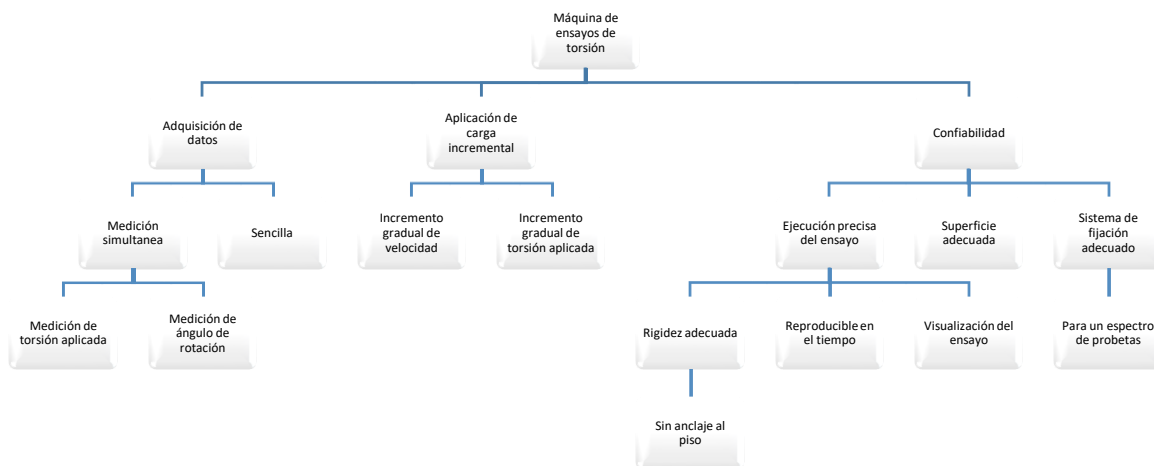 Máquina de
ensayos de
torsión
Adquisición de
datos
Aplicación de
carga
incremental
Confiabilidad
Medición
simultanea
Sencilla
Incremento
gradual de
velocidad
Incremento
gradual de
torsión aplicada
Ejecución precisa
del ensayo
Superficie
adecuada
Sistema de
fijación
adecuado
Medición de
torsión aplicada
Medición de
ángulo de
rotación
Rigidez adecuada
Reproducible en
el tiempo
Visualización del
ensayo
Para un espectro
de probetas
Sin anclaje al
piso